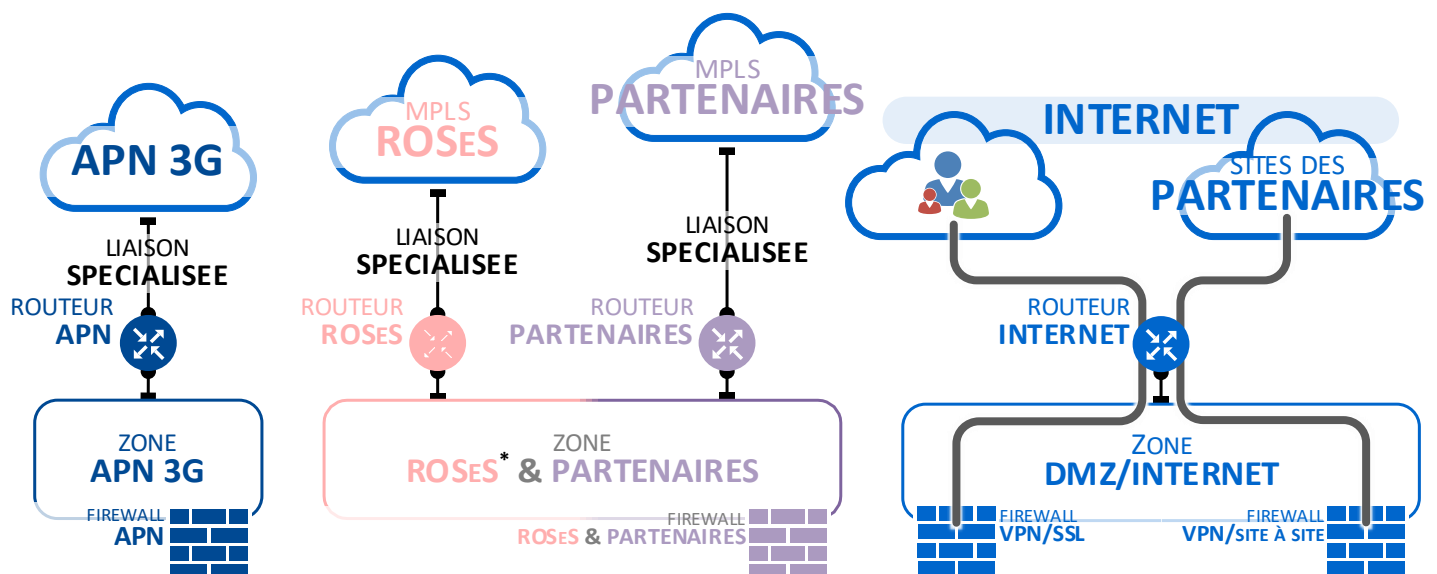 APN 3G
LIAISON
SPECIALISEE
ROUTEUR
APN
ZONE
APN 3G
FIREWALL
APN
MPLS
ROSES
LIAISON
SPECIALISEE
ROUTEUR
ROSES
MPLS
PARTENAIRES
LIAISON
SPECIALISEE
ROUTEUR
PARTENAIRES
ZONE
ROSES* & PARTENAIRES
FIREWALL
ROSES & PARTENAIRES
INTERNET
SITES DES
PARTENAIRES
ROUTEUR
INTERNET
ZONE
DMZ/INTERNET
FIREWALL
VPN/SSL
FIREWALL
VPN/SITE À SITE